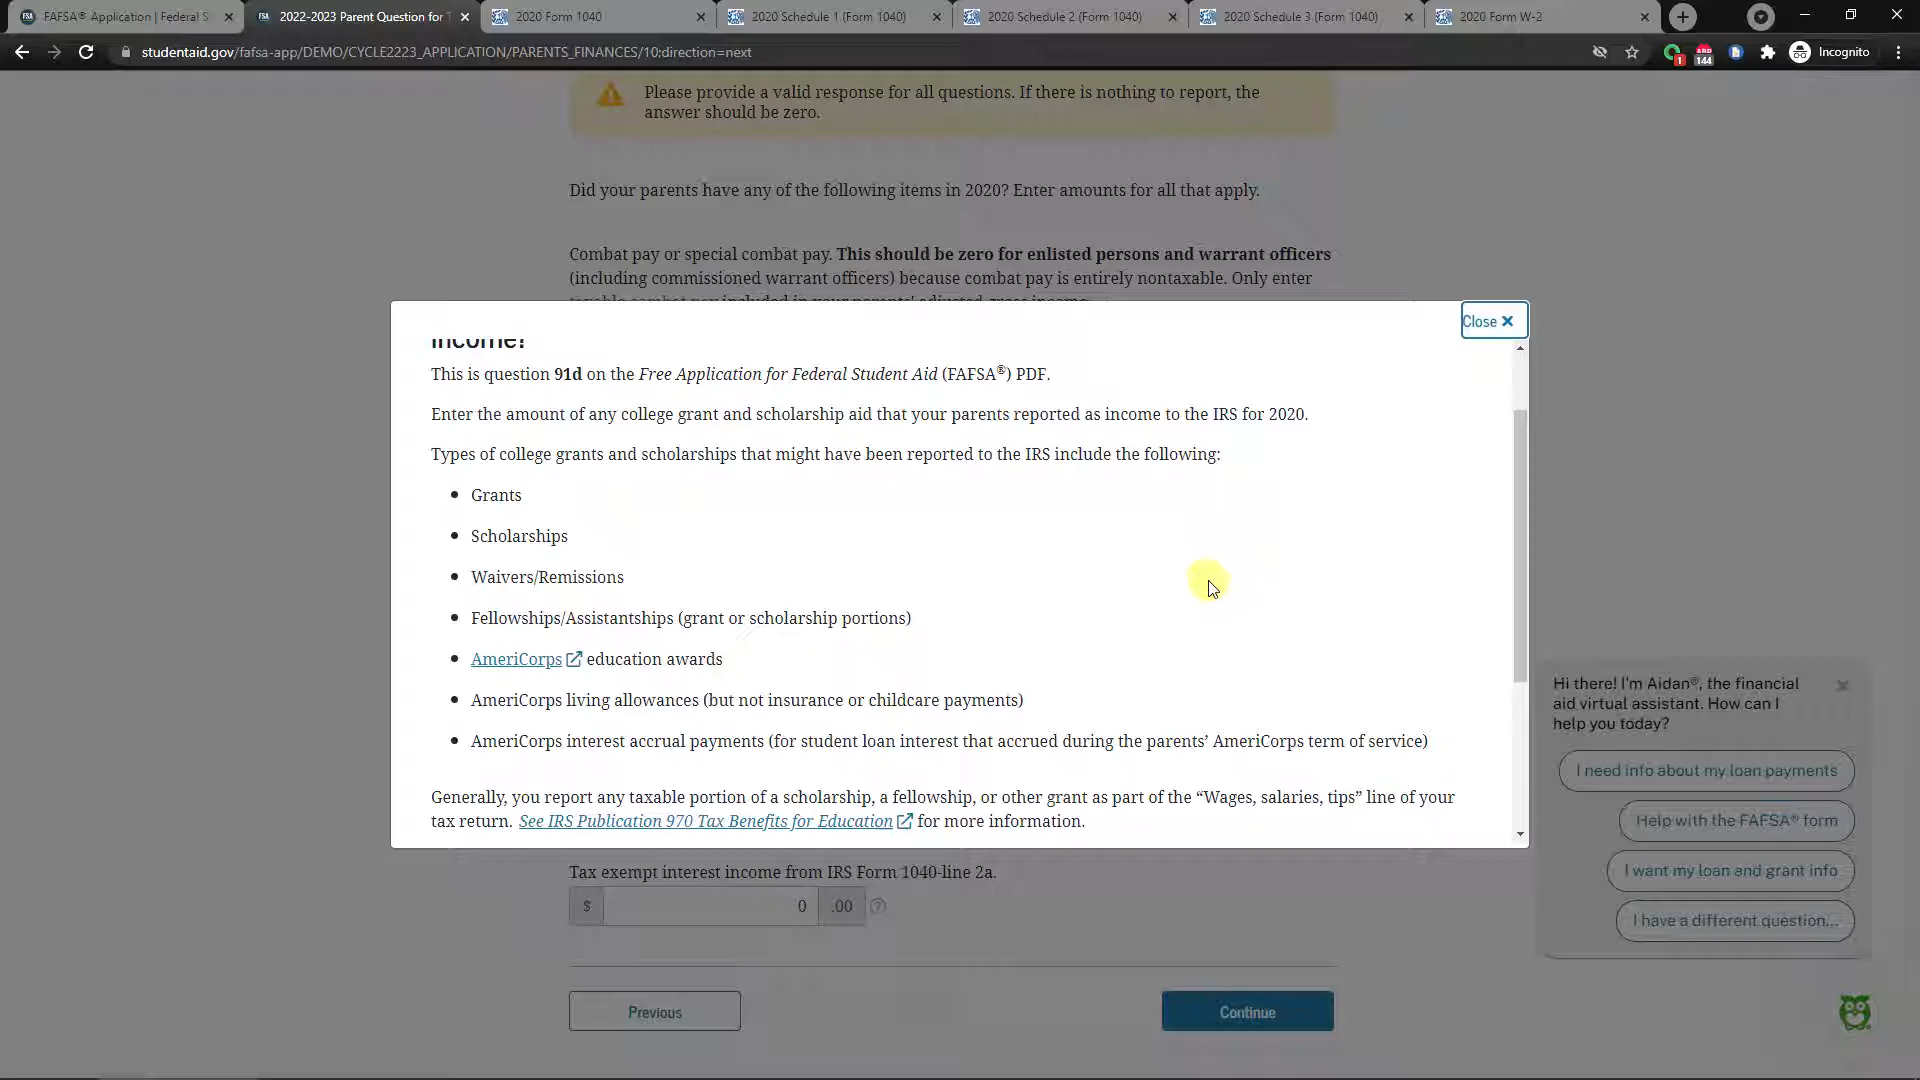 FAFSA® Application | Federal S
2022-2023 Parent Question for T
2020 Form 1040
2020 Schedule 1 (Form 1040)
2020 Schedule 2 (Form 1040)
2020 Schedule 3 (Form 1040)
2020 Form W-2
studentaid.gov/fafsa-app/DEMO/CYCLE2223_APPLICATION/PARENTS_FINANCES/10;direction=next
1
144
Incognito
Please provide a valid response for all questions. If there is nothing to report, the
answer should be zero.
Did your parents have any of the following items in 2020? Enter amounts for all that apply.
Combat pay or special combat pay. This should be zero for enlisted persons and warrant officers
(including commissioned warrant officers) because combat pay is entirely nontaxable. Only enter
taxable combat pay included in your parents' adjusted gross income.
Close ×
Income?
This is question 91d on the Free Application for Federal Student Aid (FAFSA®) PDF.
Enter the amount of any college grant and scholarship aid that your parents reported as income to the IRS for 2020.
Types of college grants and scholarships that might have been reported to the IRS include the following:
• Grants
• Scholarships
• Waivers/Remissions
• Fellowships/Assistantships (grant or scholarship portions)
• AmeriCorps education awards
• AmeriCorps living allowances (but not insurance or childcare payments)
• AmeriCorps interest accrual payments (for student loan interest that accrued during the parents’ AmeriCorps term of service)
Generally, you report any taxable portion of a scholarship, a fellowship, or other grant as part of the “Wages, salaries, tips” line of your
tax return. See IRS Publication 970 Tax Benefits for Education for more information.
Tax exempt interest income from IRS Form 1040-line 2a.
$ 0 .00
Previous
Continue
Hi there! I'm Aidan®, the financial
aid virtual assistant. How can I
help you today?
I need info about my loan payments
Help with the FAFSA® form
I want my loan and grant info
I have a different question...